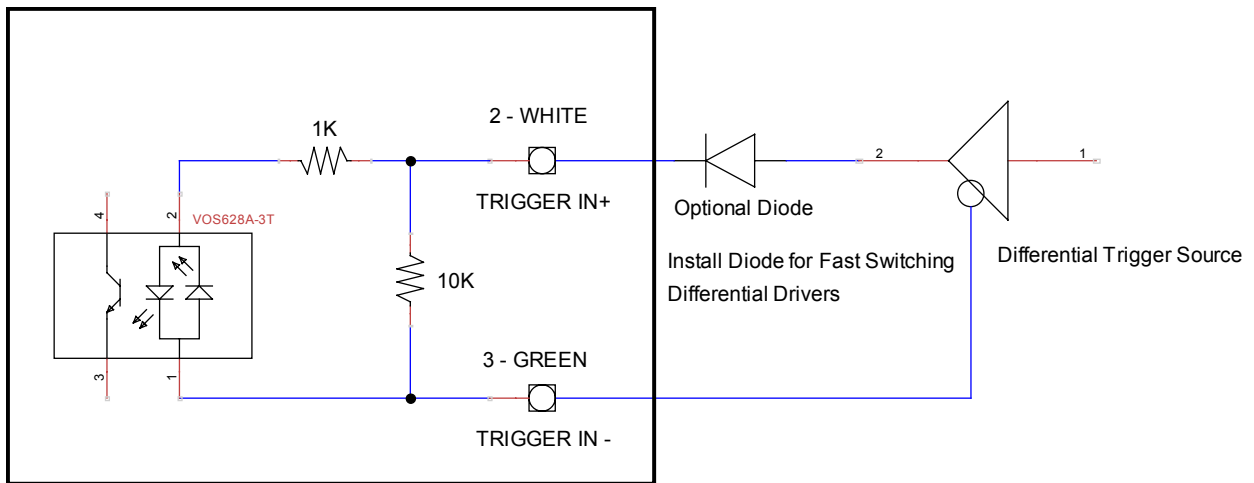 1K
2 - WHITE
2
1
TRIGGER IN+
4
2
VOS628A-3T
Optional Diode
Differential Trigger Source
10K
Install Diode for Fast Switching
Differential Drivers
3 - GREEN
3
1
TRIGGER IN -